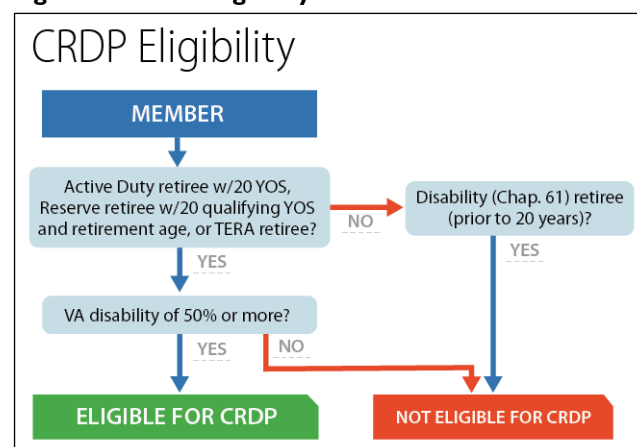 CRDP Eligibility
MEMBER
Active Duty retiree w/20 YOS,
Reserve retiree w/20 qualifying YOS
and retirement age, or TERA retiree?
NO
Disability (Chap. 61) retiree
(prior to 20 years)?
YES
YES
VA disability of 50% or more?
YES
NO
ELIGIBLE FOR CRDP
NOT ELIGIBLE FOR CRDP